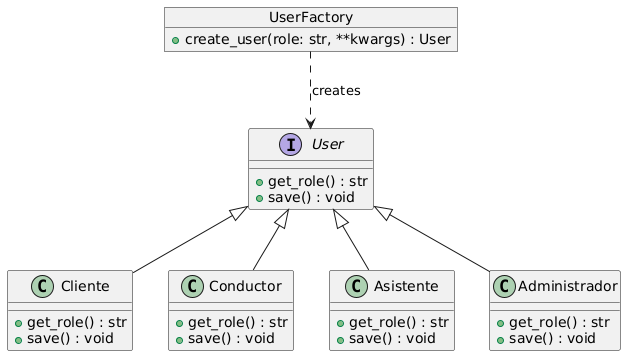 UserFactory
create_user(role: str, **kwargs) : User
creates
I User
get_role() : str
save() : void
C Cliente
get_role() : str
save() : void
C Conductor
get_role() : str
save() : void
C Asistente
get_role() : str
save() : void
C Administrador
get_role() : str
save() : void